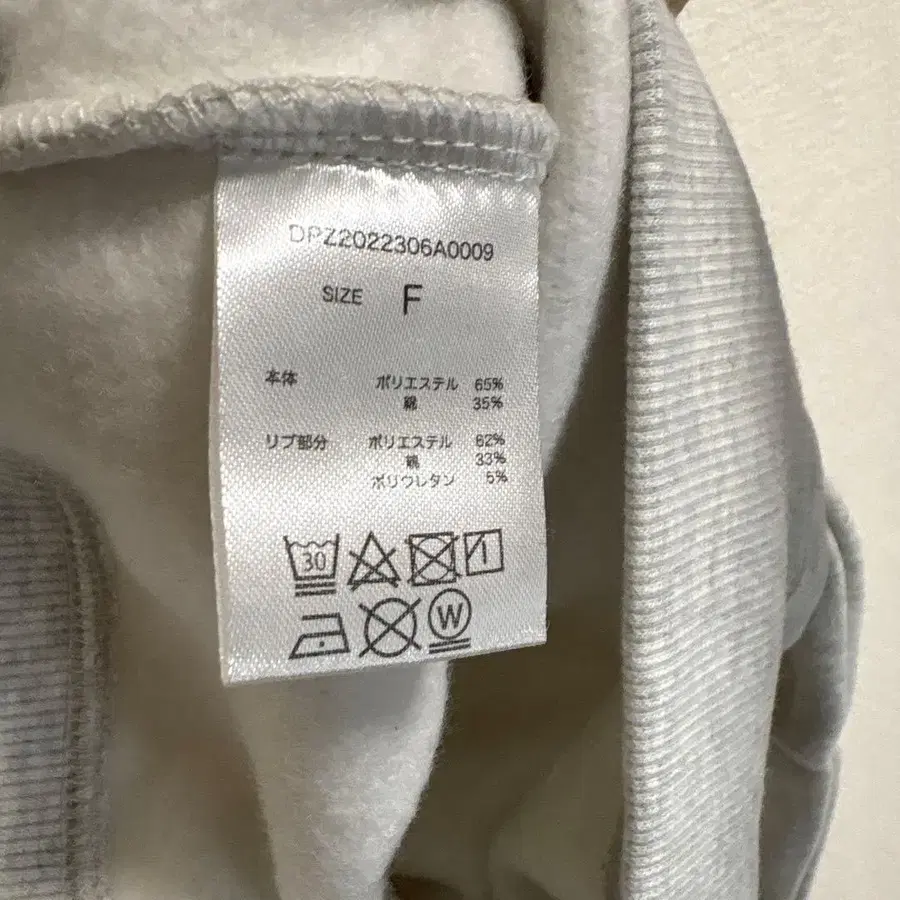 DPZ2022306A0009
SIZE F
本体 ポリエステル 65%
綿 35%
リブ部分 ポリエステル 62%
綿 33%
ポリウレタン 5%
30
W